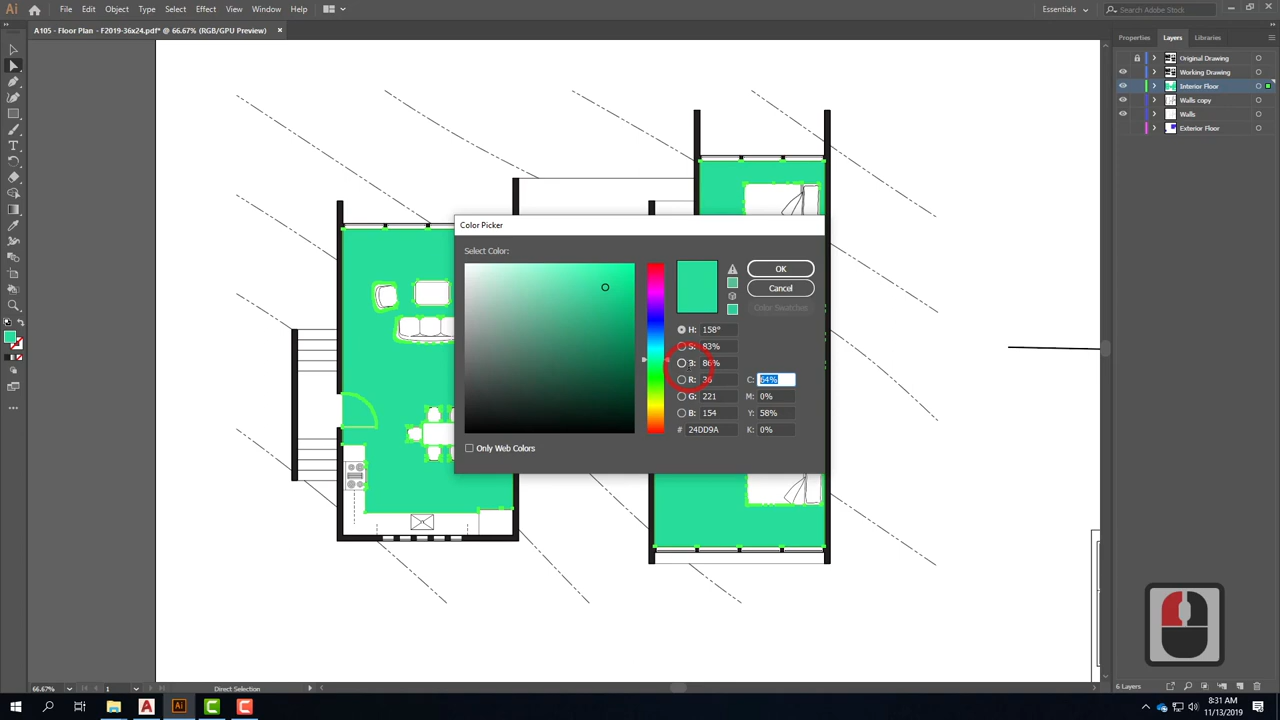 Ai File Edit Object Type Select Effect View Window Help Essentials Search Adobe Stock
A105 - Floor Plan - F2019-36x24.pdf* @ 66.67% (RGB/GPU Preview) ×
Properties Layers Libraries
Original Drawing
Working Drawing
Interior Floor
Walls copy
Walls
Exterior Floor
Color Picker
Select Color:
OK
Cancel
Color Swatches
H: 158°
S: 83%
B: 86%
R: 36 C: 64%
G: 221 M: 0%
B: 154 Y: 58%
# 24DD9A K: 0%
Only Web Colors
66.67% 1 Direct Selection
6 Layers
8:31 AM
11/13/2019